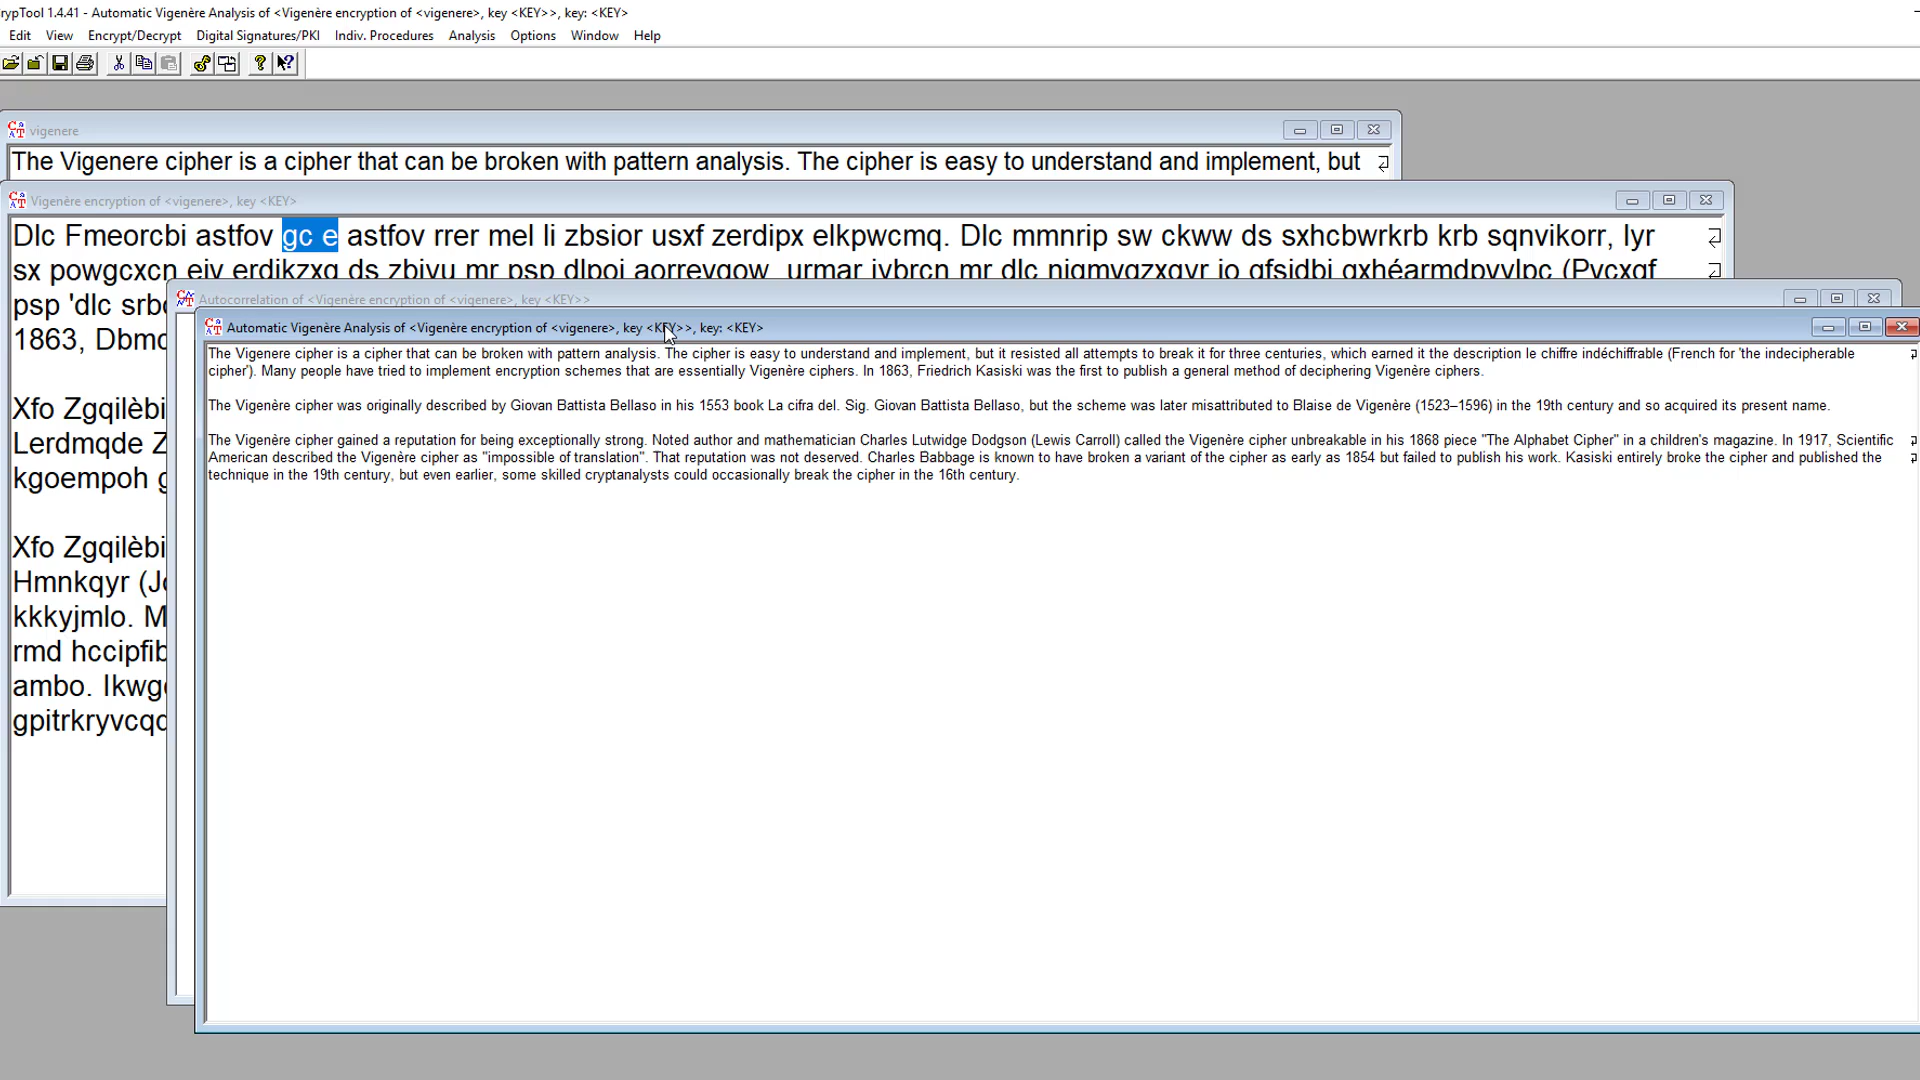 rypTool 1.4.41 - Automatic Vigenère Analysis of <Vigenère encryption of <vigenere>, key <KEY>>, key: <KEY>
Edit View Encrypt/Decrypt Digital Signatures/PKI Indiv. Procedures Analysis Options Window Help
vigenere
The Vigenere cipher is a cipher that can be broken with pattern analysis. The cipher is easy to understand and implement, but
Vigenère encryption of <vigenere>, key <KEY>
Dlc Fmeorcbi astfov gc e astfov rrer mel li zbsior usxf zerdipx elkpwcmq. Dlc mmnrip sw ckww ds sxhcbwrkrb krb sqnvikorr, lyr
sx powgcxcn ejv erdikzxq ds zbivu mr psp dlpoi
psp 'dlc srbc
1863, Dbmc
Xfo Zgqilèbi
Lerdmqde Z
kgoempoh g
Xfo Zgqilèbi
Hmnkqyr (Jc
kkkyjmlo. M
rmd hccipfib
ambo. Ikwg
gpitrkryvcqd
Autocorrelation of <Vigenère encryption of <vigenere>, key <KEY>>
Automatic Vigenère Analysis of <Vigenère encryption of <vigenere>, key <KEY>>, key: <KEY>
The Vigenere cipher is a cipher that can be broken with pattern analysis. The cipher is easy to understand and implement, but it resisted all attempts to break it for three centuries, which earned it the description le chiffre indéchiffrable (French for 'the indecipherable
cipher'). Many people have tried to implement encryption schemes that are essentially Vigenère ciphers. In 1863, Friedrich Kasiski was the first to publish a general method of deciphering Vigenère ciphers.
The Vigenère cipher was originally described by Giovan Battista Bellaso in his 1553 book La cifra del. Sig. Giovan Battista Bellaso, but the scheme was later misattributed to Blaise de Vigenère (1523–1596) in the 19th century and so acquired its present name.
The Vigenère cipher gained a reputation for being exceptionally strong. Noted author and mathematician Charles Lutwidge Dodgson (Lewis Carroll) called the Vigenère cipher unbreakable in his 1868 piece "The Alphabet Cipher" in a children's magazine. In 1917, Scientific
American described the Vigenère cipher as "impossible of translation". That reputation was not deserved. Charles Babbage is known to have broken a variant of the cipher as early as 1854 but failed to publish his work. Kasiski entirely broke the cipher and published the
technique in the 19th century, but even earlier, some skilled cryptanalysts could occasionally break the cipher in the 16th century.